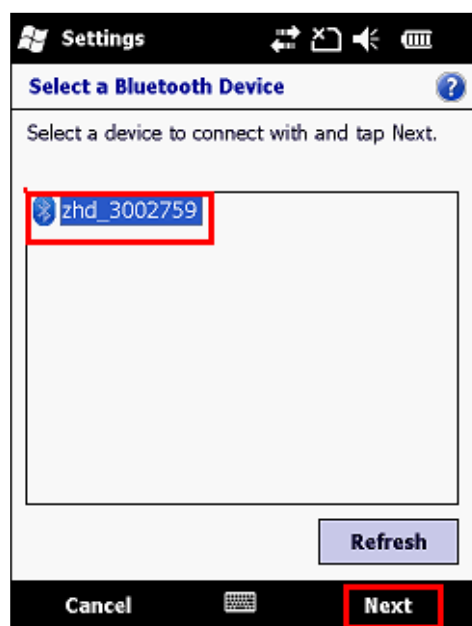 Settings
Select a Bluetooth Device
?
Select a device to connect with and tap Next.
zhd_3002759
Refresh
Cancel Next